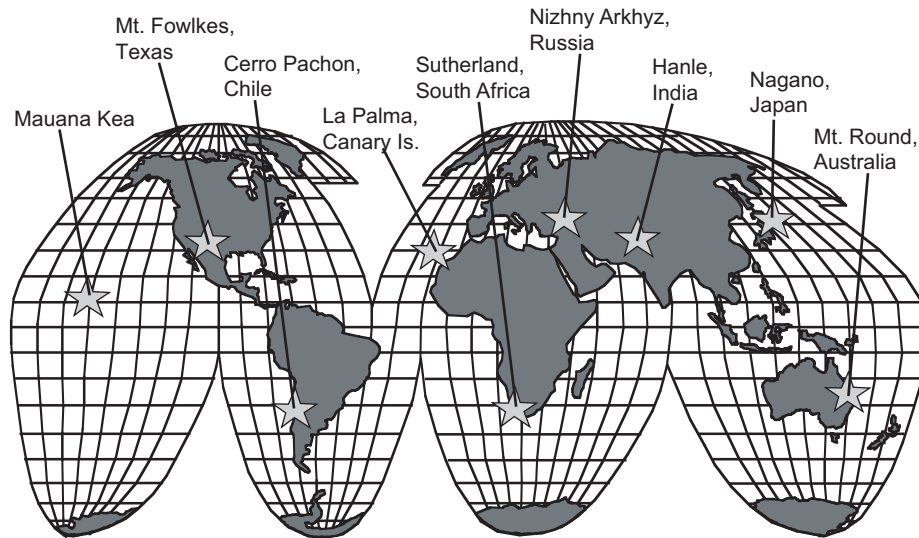 Mt. Fowlkes,
Texas
Cerro Pachon,
Chile
Mauana Kea
La Palma,
Canary Is.
Sutherland,
South Africa
Nizhny Arkhyz,
Russia
Hanle,
India
Nagano,
Japan
Mt. Round,
Australia